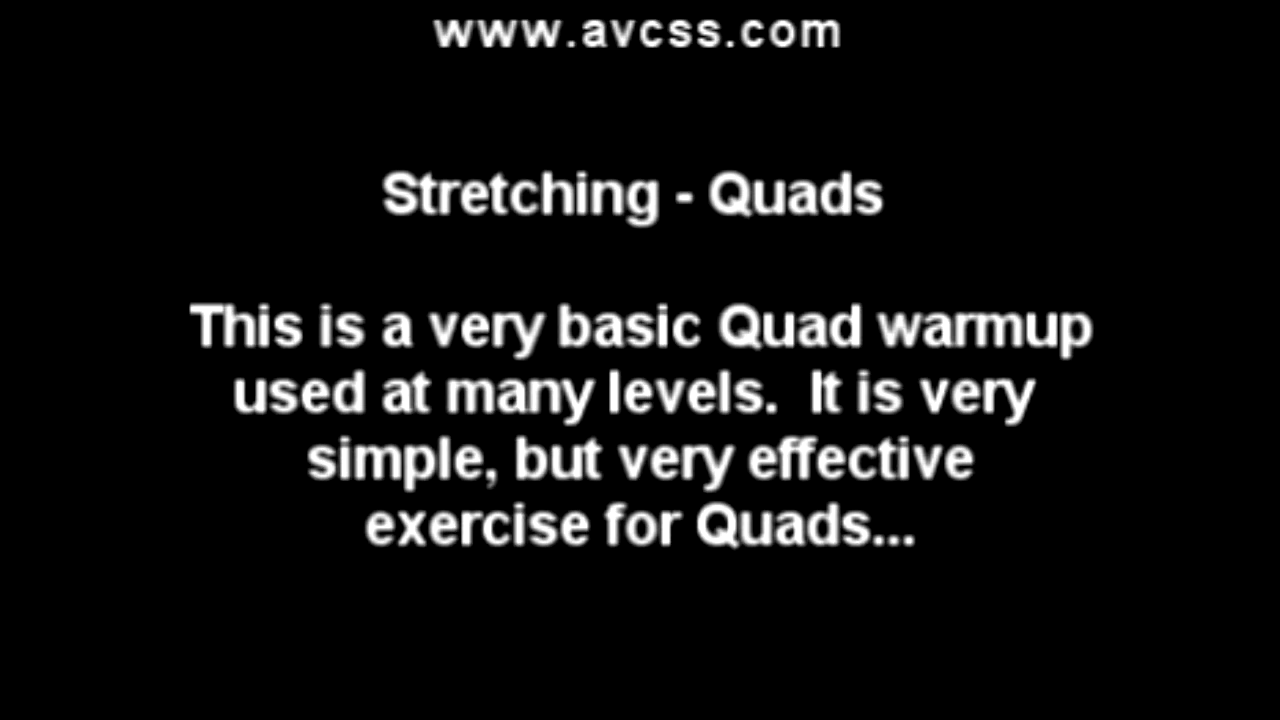 www.avcss.com
Stretching - Quads
This is a very basic Quad warmup
used at many levels.  It is very
simple, but very effective
exercise for Quads...